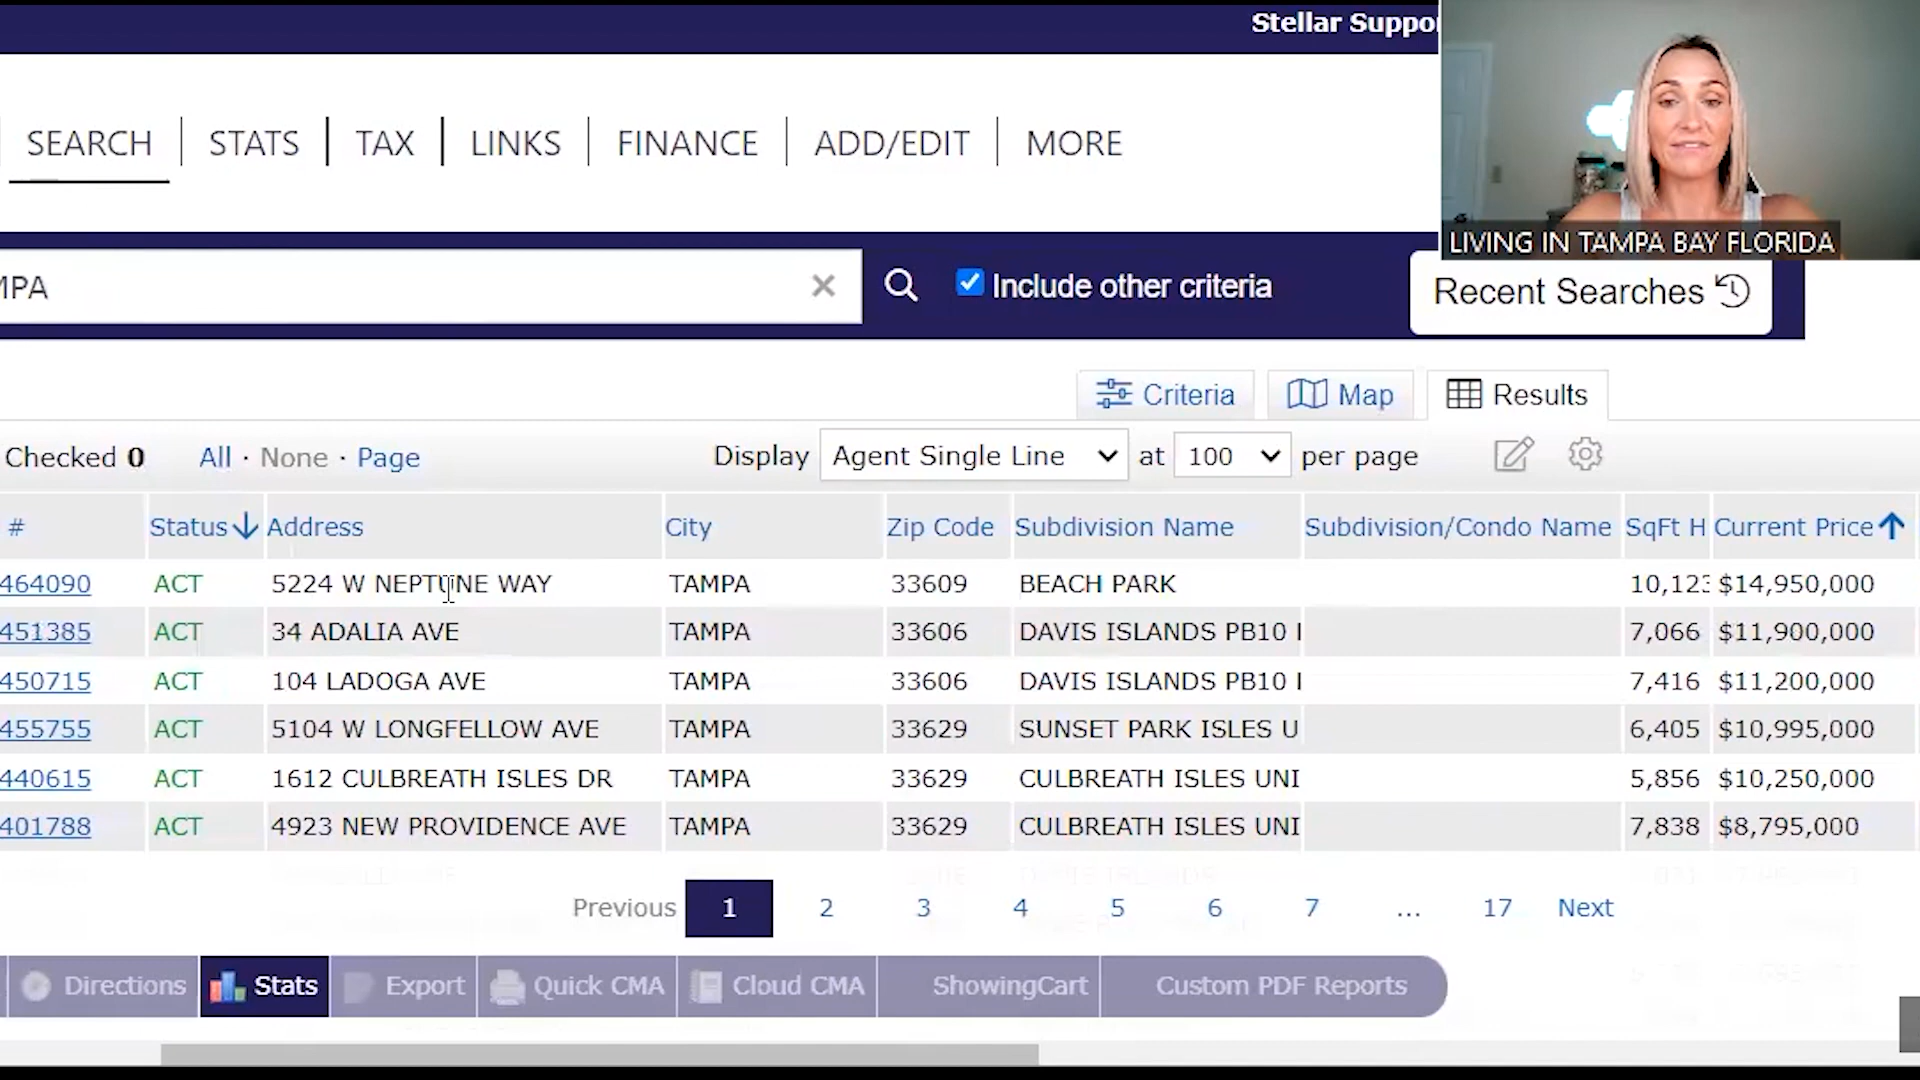 Stellar Suppo
SEARCH STATS TAX LINKS FINANCE ADD/EDIT MORE
LIVING IN TAMPA BAY FLORIDA
MPA Include other criteria Recent Searches
Criteria Map Results
Checked 0 All · None · Page Display Agent Single Line at 100 per page
# Status Address City Zip Code Subdivision Name Subdivision/Condo Name SqFt H Current Price
464090 ACT 5224 W NEPTUNE WAY TAMPA 33609 BEACH PARK 10,123 $14,950,000
451385 ACT 34 ADALIA AVE TAMPA 33606 DAVIS ISLANDS PB10 7,066 $11,900,000
450715 ACT 104 LADOGA AVE TAMPA 33606 DAVIS ISLANDS PB10 7,416 $11,200,000
455755 ACT 5104 W LONGFELLOW AVE TAMPA 33629 SUNSET PARK ISLES U 6,405 $10,995,000
440615 ACT 1612 CULBREATH ISLES DR TAMPA 33629 CULBREATH ISLES UNI 5,856 $10,250,000
401788 ACT 4923 NEW PROVIDENCE AVE TAMPA 33629 CULBREATH ISLES UNI 7,838 $8,795,000
Previous 1 2 3 4 5 6 7 ... 17 Next
Directions Stats Export Quick CMA Cloud CMA ShowingCart Custom PDF Reports